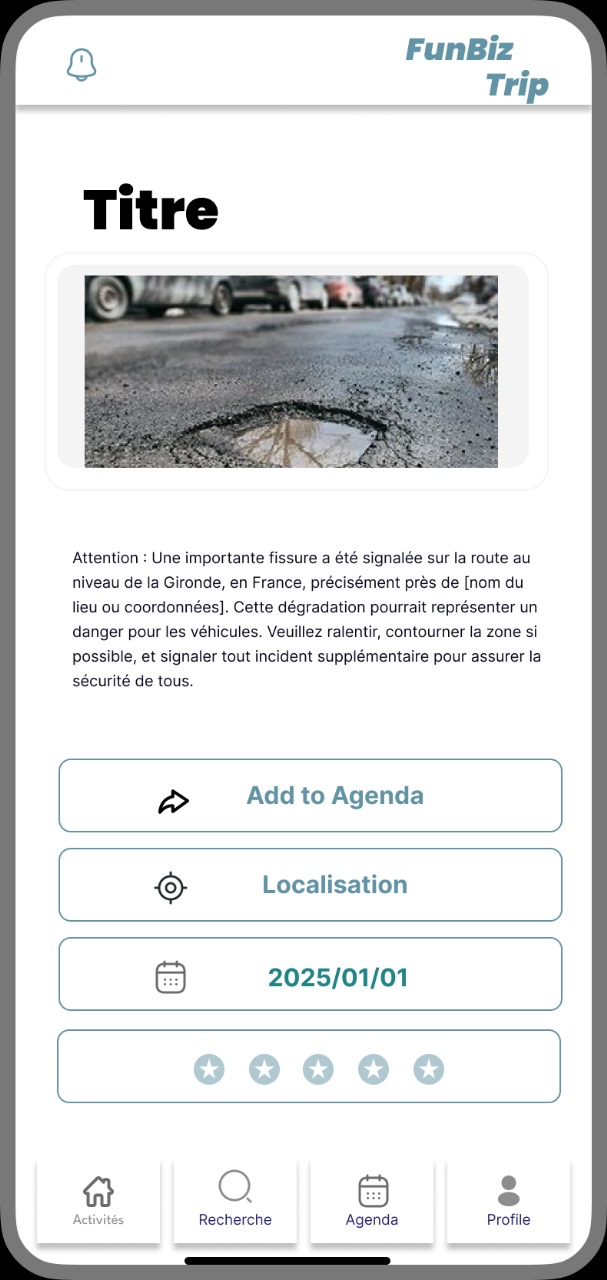 FunBiz
Trip
Titre
Attention : Une importante fissure a été signalée sur la route au
niveau de la Gironde, en France, précisément près de [nom du
lieu ou coordonnées]. Cette dégradation pourrait représenter un
danger pour les véhicules. Veuillez ralentir, contourner la zone si
possible, et signaler tout incident supplémentaire pour assurer la
sécurité de tous.
Add to Agenda
Localisation
2025/01/01
Activités
Recherche
Agenda
Profile